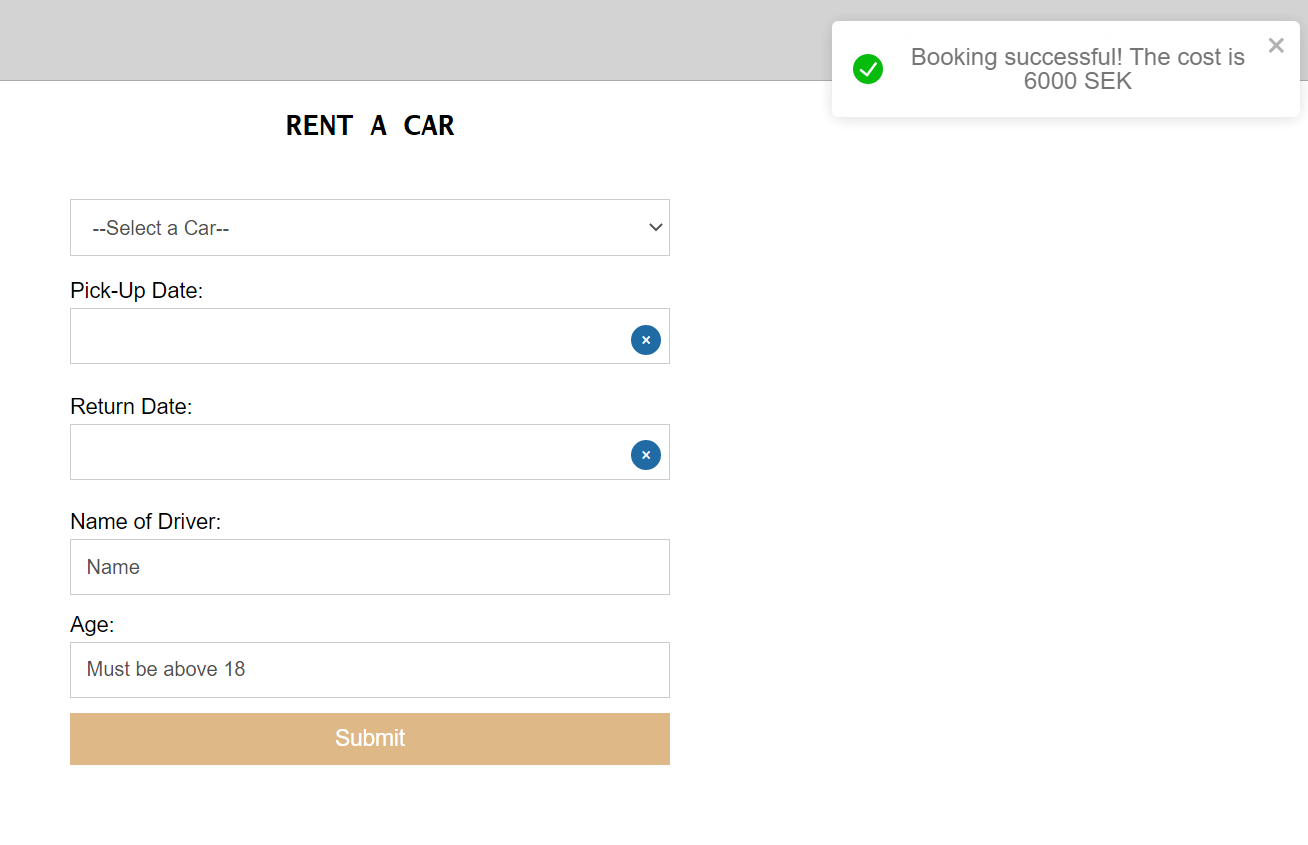 Booking successful! The cost is
6000 SEK
RENT A CAR
--Select a Car--
Pick-Up Date:
Return Date:
Name of Driver:
Name
Age:
Must be above 18
Submit